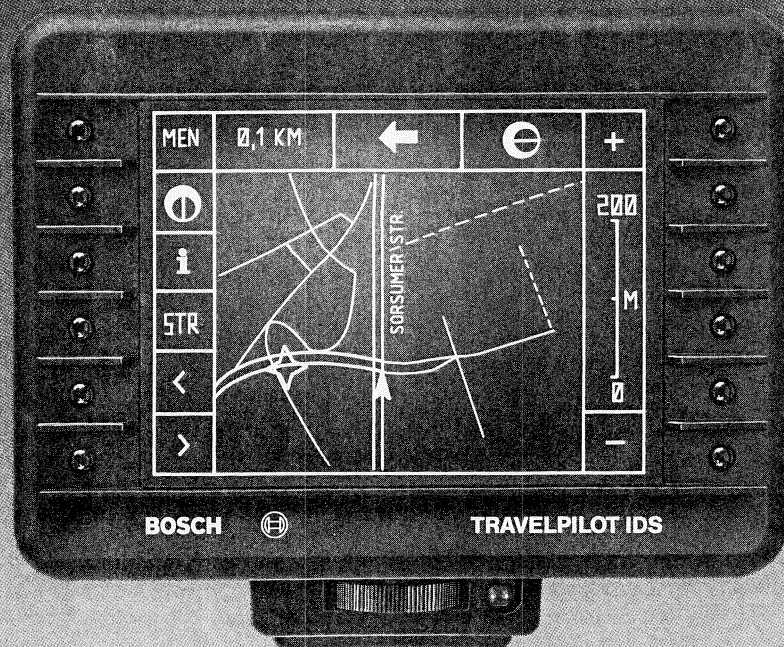 MEN 0,1 KM +
200
i
SORSUMER STR.
M
STR
<
0
>
−
BOSCH TRAVELPILOT IDS